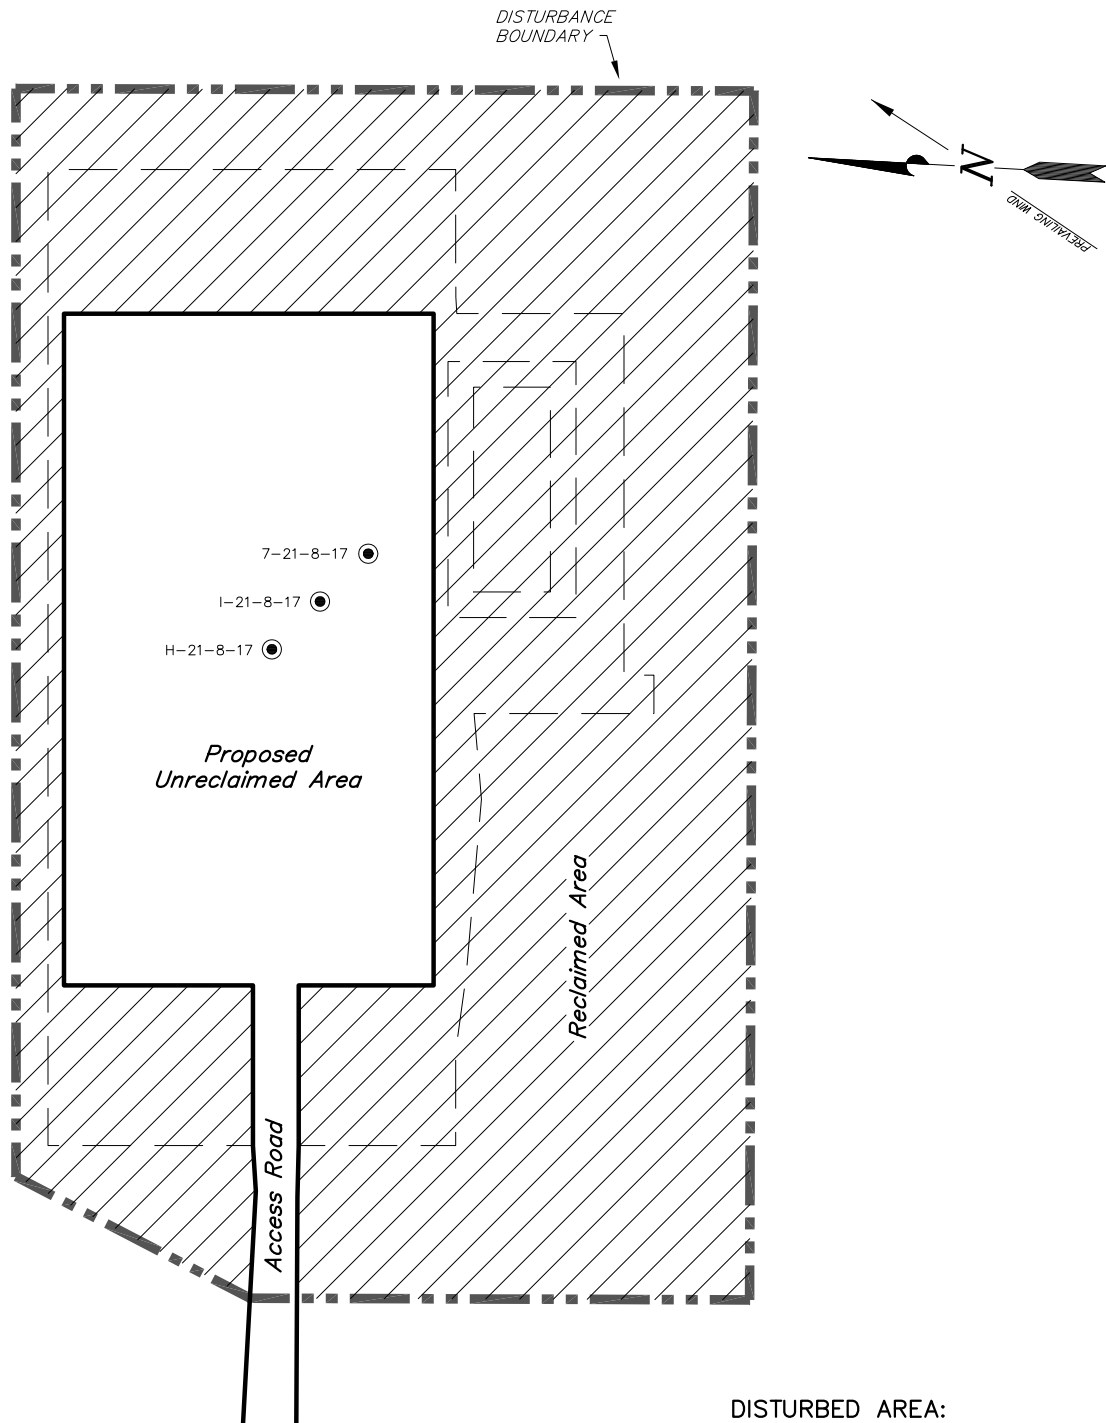 DISTURBANCE
BOUNDARY
N
PREVAILING WIND
7-21-8-17
I-21-8-17
H-21-8-17
Proposed
Unreclaimed Area
Reclaimed Area
Access Road
DISTURBED AREA: